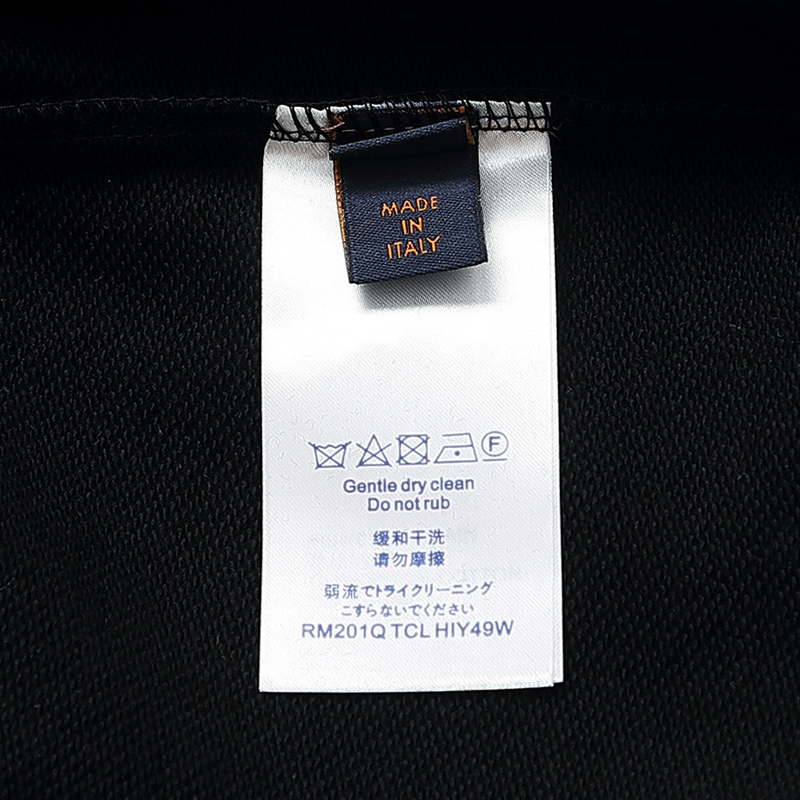 MADE
IN
ITALY
F
Gentle dry clean
Do not rub
缓和干洗
请勿摩擦
弱流でトライクリーニング
こすらないでください
RM201Q TCL HIY49W